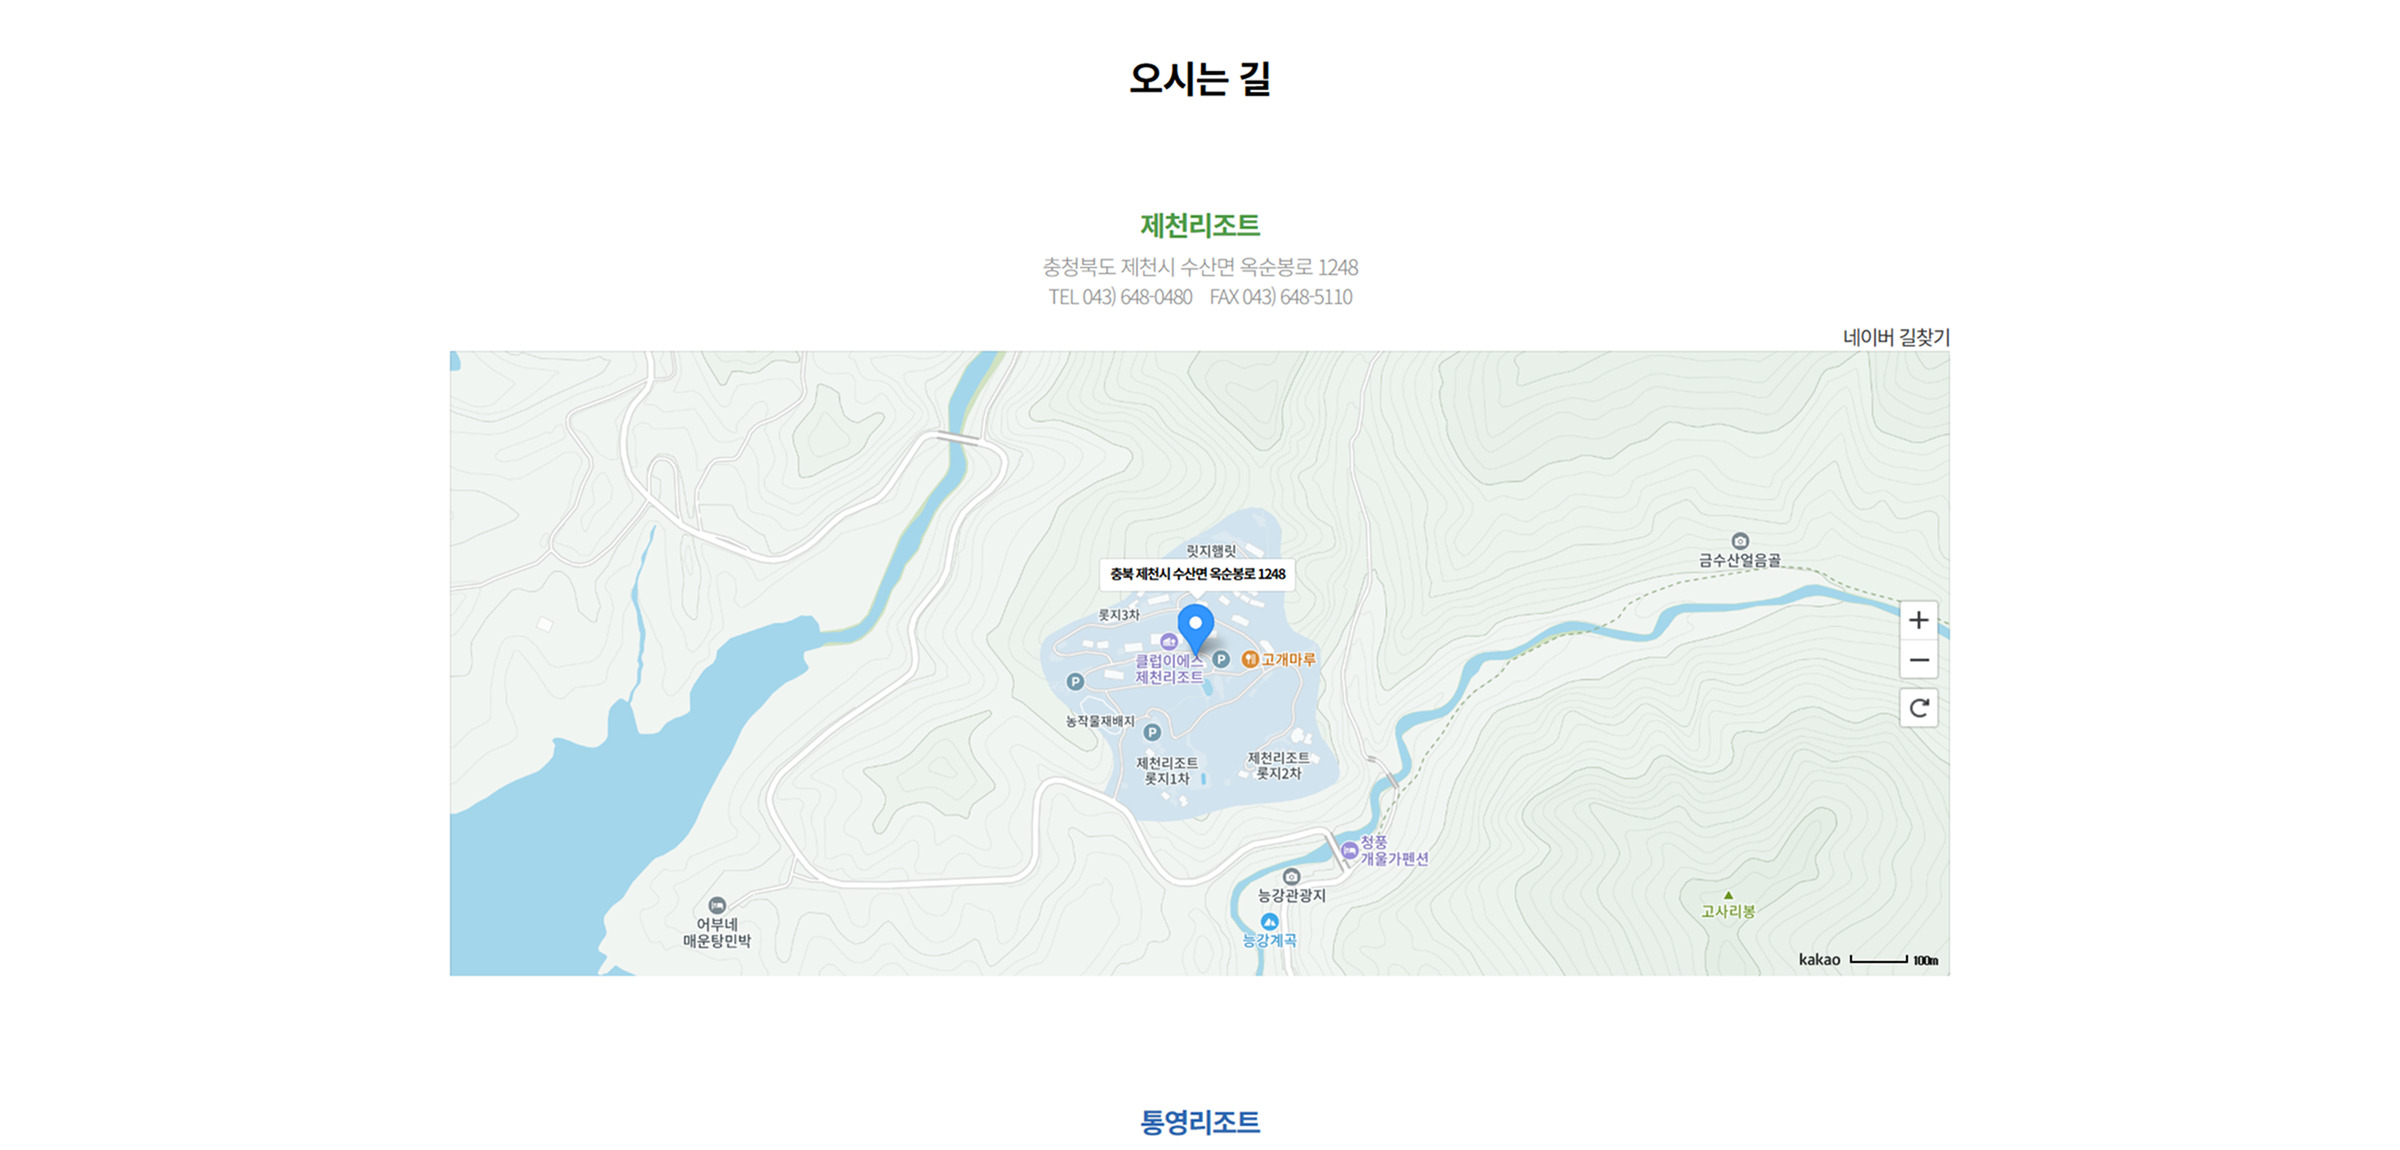 오시는 길
제천리조트
충청북도 제천시 수산면 옥순봉로 1248
TEL 043) 648-0480 FAX 043) 648-5110
네이버 길찾기
릿지햄릿
충북 제천시 수산면 옥순봉로 1248
금수산얼음골
롯지3차
클럽이에스
제천리조트
P
고개마루
P
농작물재배지
P
제천리조트
롯지1차
제천리조트
롯지2차
청풍
개울가펜션
능강관광지
능강계곡
어부네
매운탕민박
고사리봉
kakao 100m
통영리조트